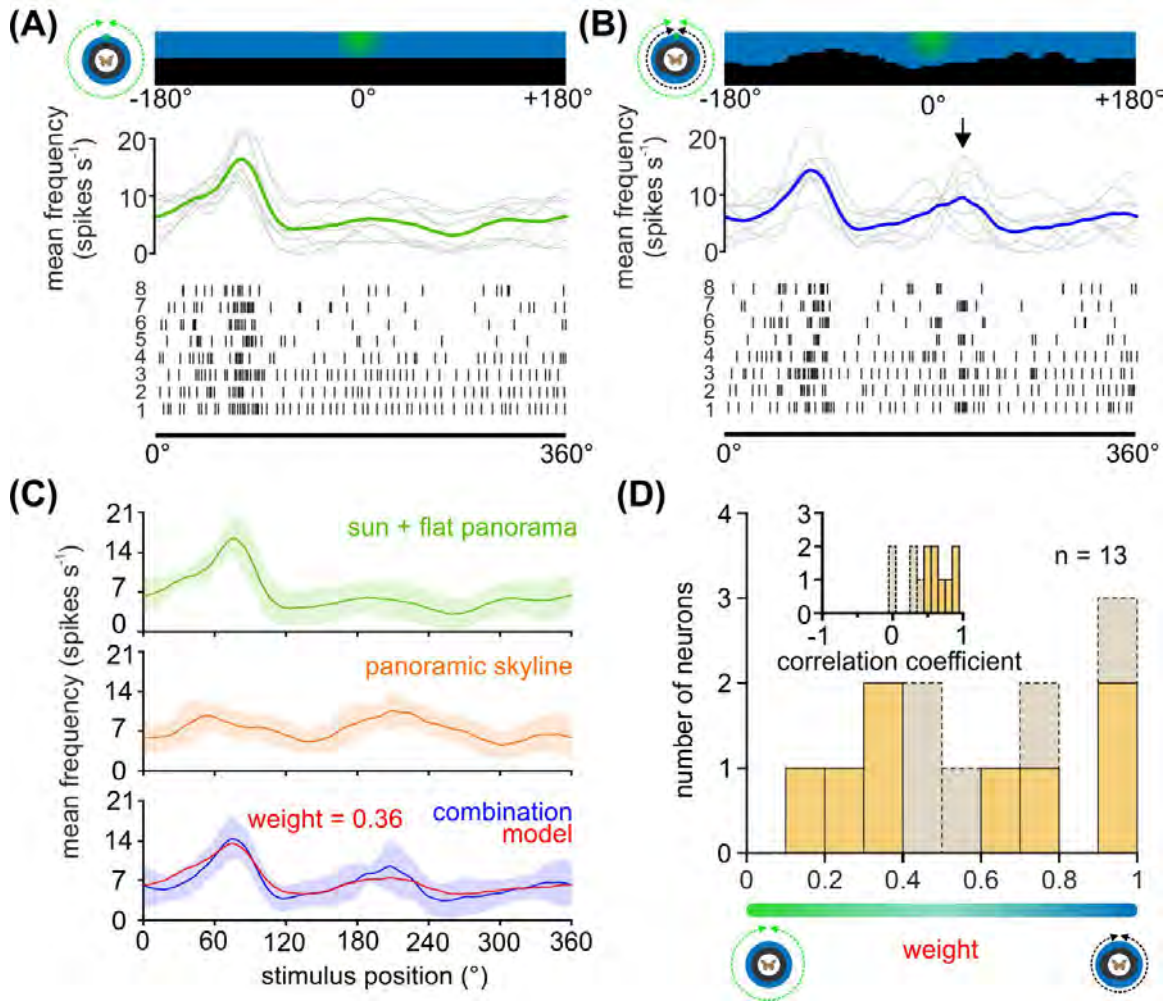 (A)
-180° 0° +180°
mean frequency
(spikes s-1)
20
10
0
8
7
6
5
4
3
2
1
0° 360°
(B)
-180° 0° +180°
mean frequency
(spikes s-1)
20
10
0
8
7
6
5
4
3
2
1
0° 360°
(C)
mean frequency (spikes s-1)
21
14
7
0
sun + flat panorama
21
14
7
0
panoramic skyline
21
14
7
0
weight = 0.36
combination
model
0 60 120 180 240 300 360
stimulus position (°)
(D)
number of neurons
4
3
2
1
0
n = 13
3
2
1
0
-1 0 1
correlation coefficient
0 0.2 0.4 0.6 0.8 1
weight